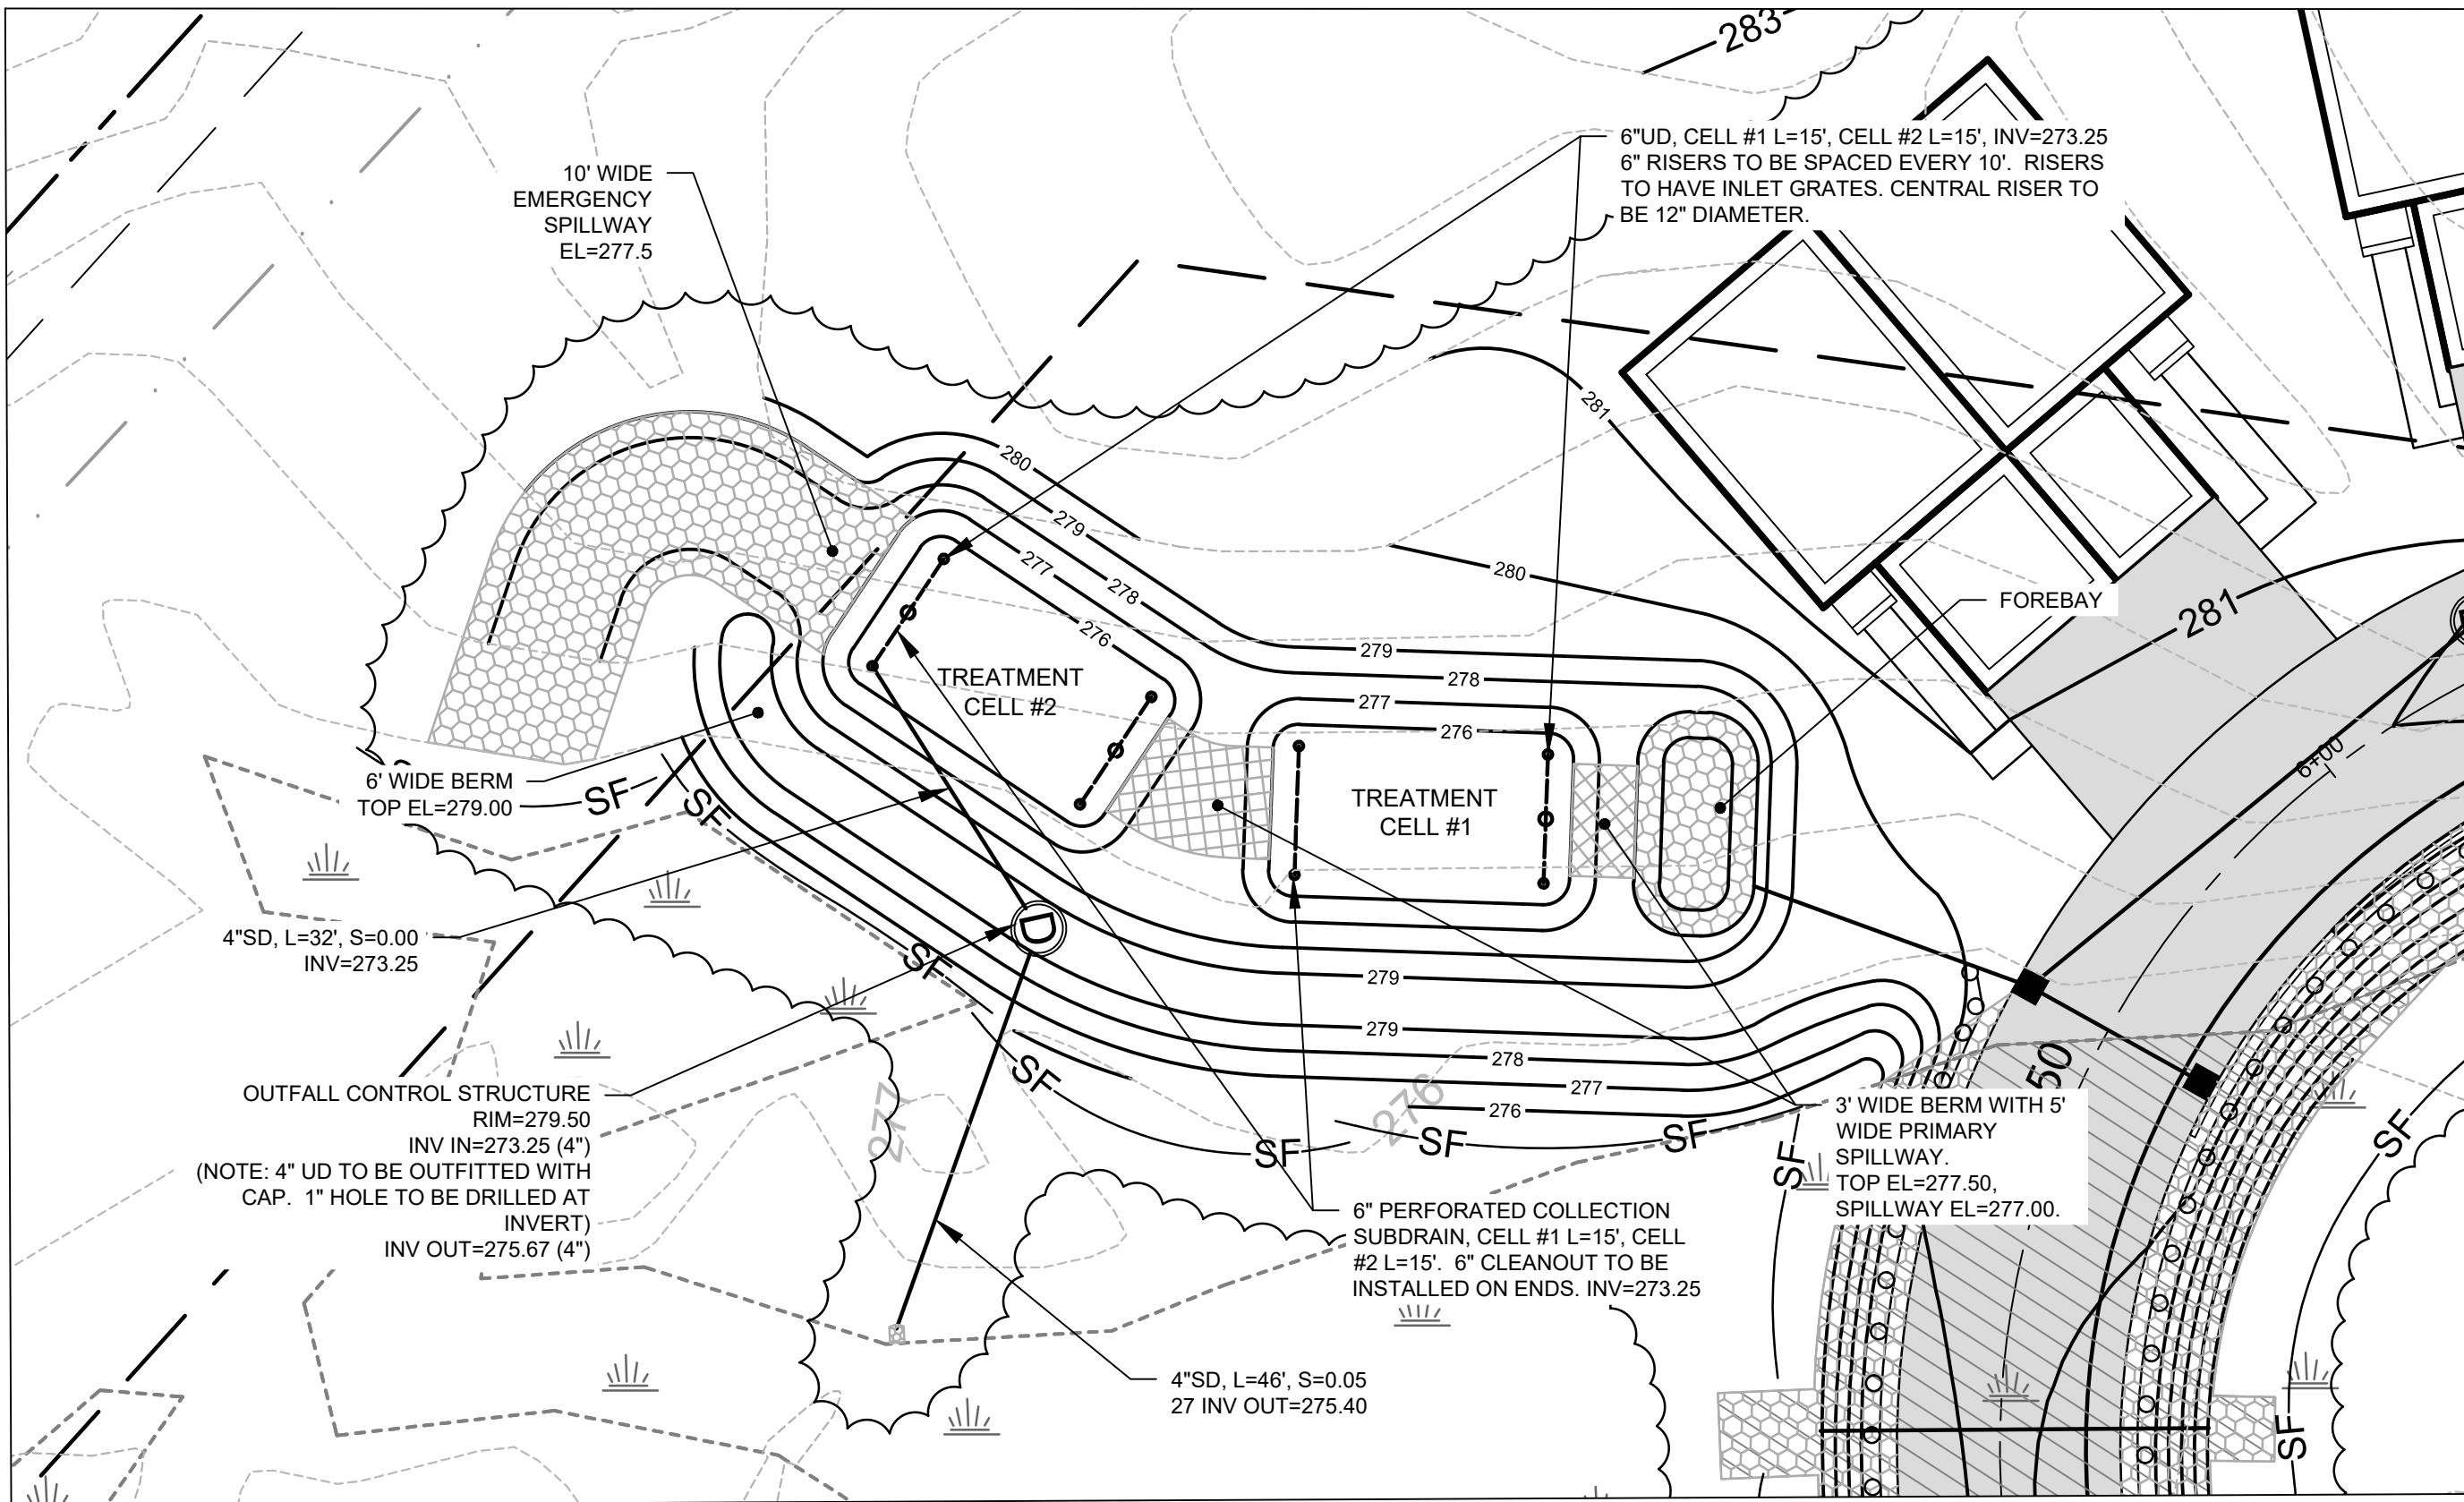 283
6"UD, CELL #1 L=15', CELL #2 L=15', INV=273.25
6" RISERS TO BE SPACED EVERY 10'. RISERS
TO HAVE INLET GRATES. CENTRAL RISER TO
BE 12" DIAMETER.
10' WIDE
EMERGENCY
SPILLWAY
EL=277.5
281
280
279
277
278
276
280
FOREBAY
281
279
278
277
276
TREATMENT
CELL #2
TREATMENT
CELL #1
6+00
6' WIDE BERM
TOP EL=279.00
SF
SF
4"SD, L=32', S=0.00
INV=273.25
SF
279
279
278
277
276
50
OUTFALL CONTROL STRUCTURE
RIM=279.50
INV IN=273.25 (4")
(NOTE: 4" UD TO BE OUTFITTED WITH
CAP. 1" HOLE TO BE DRILLED AT
INVERT)
INV OUT=275.67 (4")
D
SF
277
276
SF
SF
SF
SF
SF
3' WIDE BERM WITH 5'
WIDE PRIMARY
SPILLWAY.
TOP EL=277.50,
SPILLWAY EL=277.00.
6" PERFORATED COLLECTION
SUBDRAIN, CELL #1 L=15', CELL
#2 L=15'. 6" CLEANOUT TO BE
INSTALLED ON ENDS. INV=273.25
4"SD, L=46', S=0.05
27 INV OUT=275.40
SF